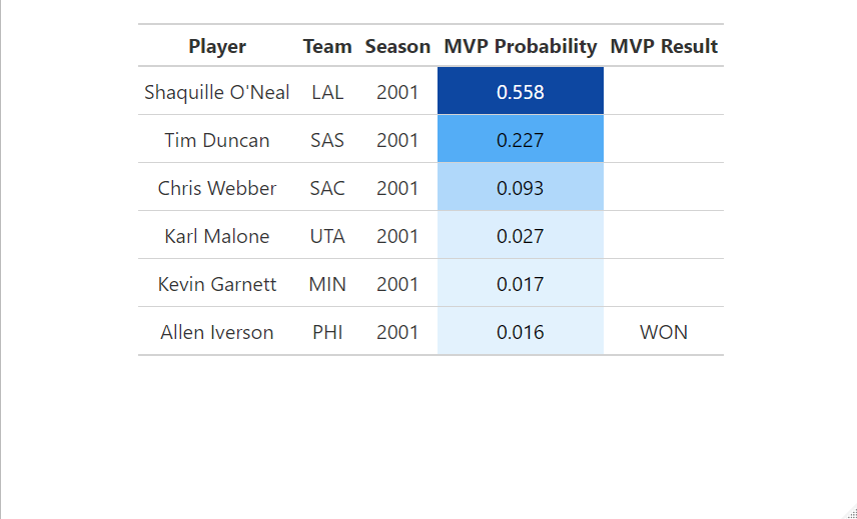 Player Team Season MVP Probability MVP Result
Shaquille O'Neal LAL 2001 0.558
Tim Duncan SAS 2001 0.227
Chris Webber SAC 2001 0.093
Karl Malone UTA 2001 0.027
Kevin Garnett MIN 2001 0.017
Allen Iverson PHI 2001 0.016 WON